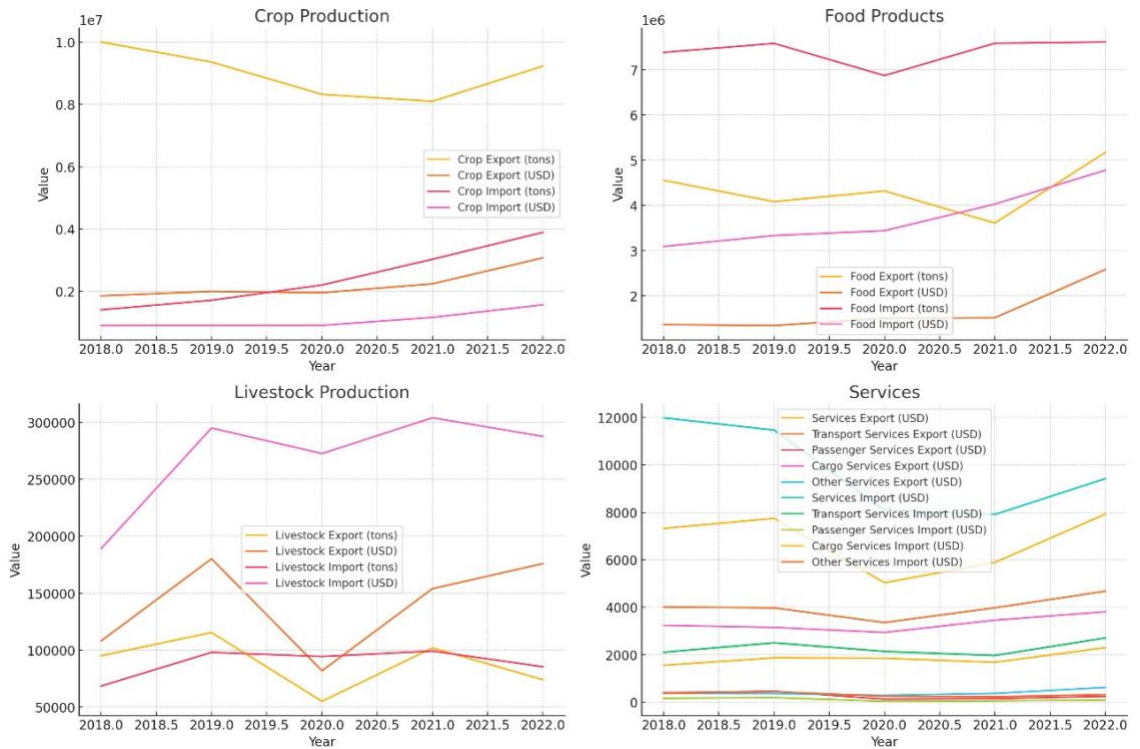 Crop Production
1e7
1.0
0.8
0.6
0.4
0.2
Value
Crop Export (tons)
Crop Export (USD)
Crop Import (tons)
Crop Import (USD)
2018.0 2018.5 2019.0 2019.5 2020.0 2020.5 2021.0 2021.5 2022.0
Year
Food Products
1e6
7
6
5
4
3
2
Value
Food Export (tons)
Food Export (USD)
Food Import (tons)
Food Import (USD)
2018.0 2018.5 2019.0 2019.5 2020.0 2020.5 2021.0 2021.5 2022.0
Year
Livestock Production
300000
250000
200000
150000
100000
50000
Value
Livestock Export (tons)
Livestock Export (USD)
Livestock Import (tons)
Livestock Import (USD)
2018.0 2018.5 2019.0 2019.5 2020.0 2020.5 2021.0 2021.5 2022.0
Year
Services
12000
10000
8000
6000
4000
2000
0
Value
Services Export (USD)
Transport Services Export (USD)
Passenger Services Export (USD)
Cargo Services Export (USD)
Other Services Export (USD)
Services Import (USD)
Transport Services Import (USD)
Passenger Services Import (USD)
Cargo Services Import (USD)
Other Services Import (USD)
2018.0 2018.5 2019.0 2019.5 2020.0 2020.5 2021.0 2021.5 2022.0
Year